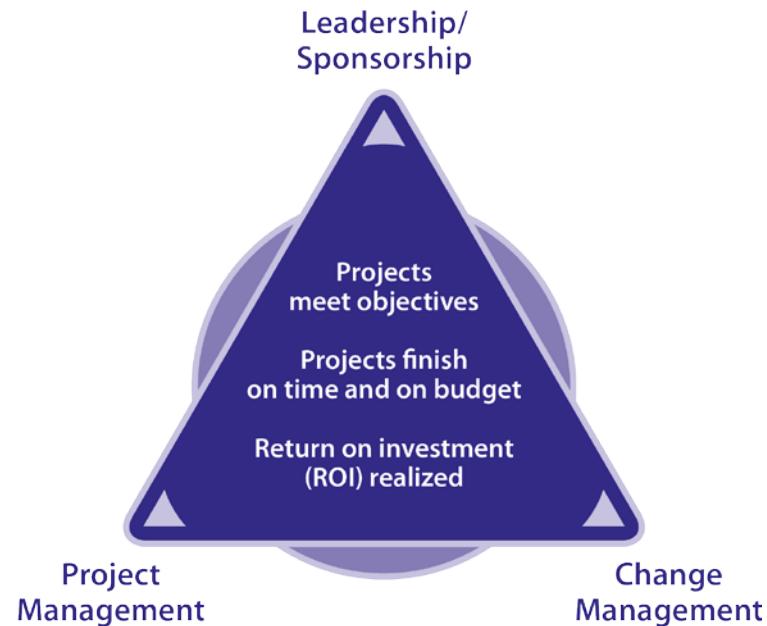 Leadership/
Sponsorship
Projects
meet objectives
Projects finish
on time and on budget
Return on investment
(ROI) realized
Project
Management
Change
Management